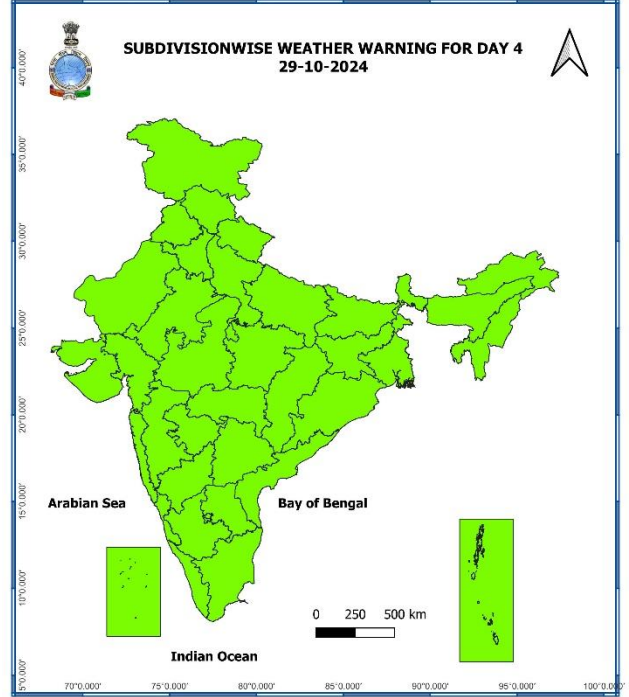 SUBDIVISIONWISE WEATHER WARNING FOR DAY 4
29-10-2024
40°0.000'
35°0.000'
30°0.000'
25°0.000'
20°0.000'
15°0.000'
10°0.000'
5°0.000'
Arabian Sea
Bay of Bengal
0 250 500 km
Indian Ocean
70°0.000' 75°0.000' 80°0.000' 85°0.000' 90°0.000' 95°0.000' 100°0.000'